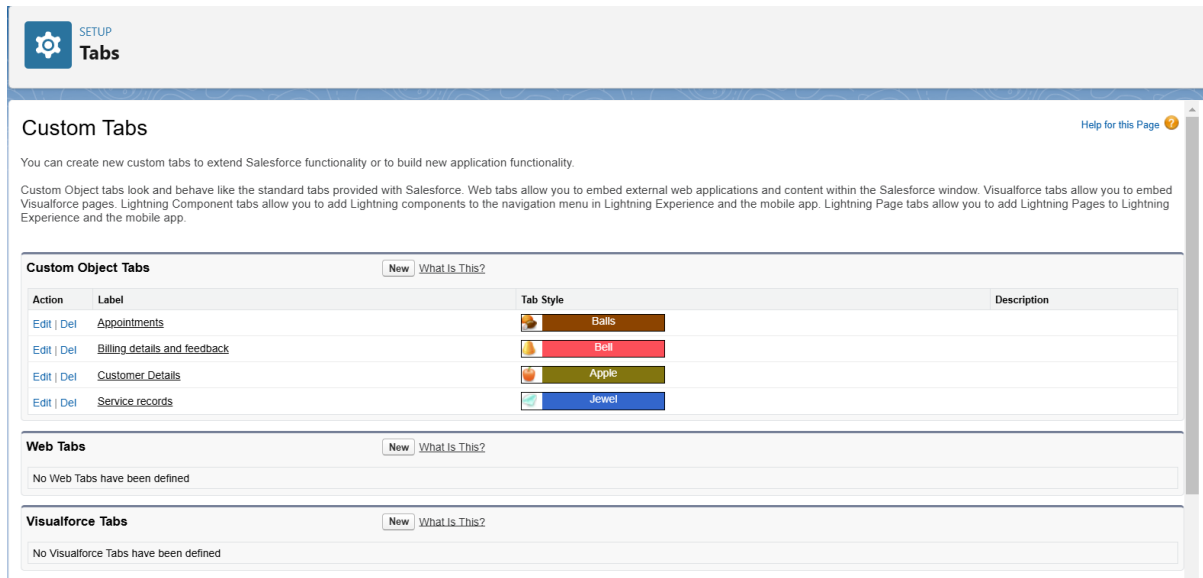 SETUP
Tabs
Custom Tabs
Help for this Page ?
You can create new custom tabs to extend Salesforce functionality or to build new application functionality.
Custom Object tabs look and behave like the standard tabs provided with Salesforce. Web tabs allow you to embed external web applications and content within the Salesforce window. Visualforce tabs allow you to embed
Visualforce pages. Lightning Component tabs allow you to add Lightning components to the navigation menu in Lightning Experience and the mobile app. Lightning Page tabs allow you to add Lightning Pages to Lightning
Experience and the mobile app.
Custom Object Tabs New What Is This?
Action Label Tab Style Description
Edit | Del Appointments Balls
Edit | Del Billing details and feedback Bell
Edit | Del Customer Details Apple
Edit | Del Service records Jewel
Web Tabs New What Is This?
No Web Tabs have been defined
Visualforce Tabs New What Is This?
No Visualforce Tabs have been defined